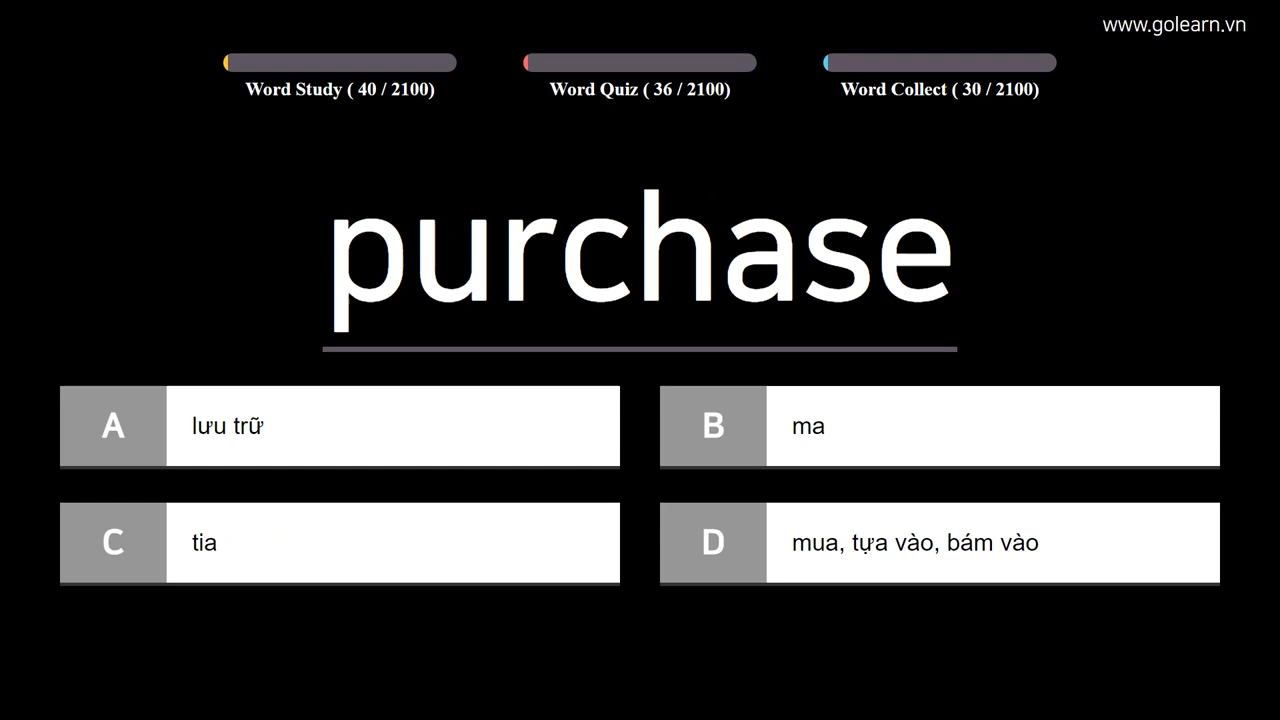 www.golearn.vn
Word Study ( 40 / 2100)
Word Quiz ( 36 / 2100)
Word Collect ( 30 / 2100)
purchase
A lưu trữ
B ma
C tia
D mua, tựa vào, bám vào